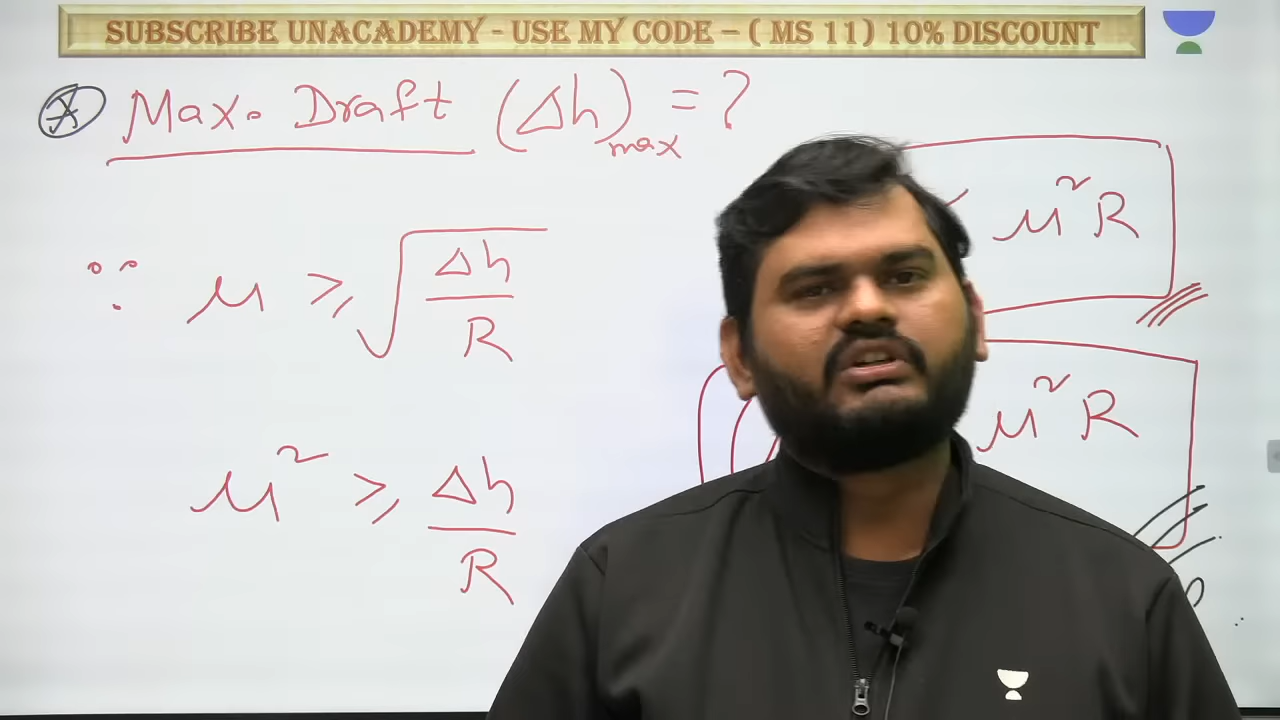 SUBSCRIBE UNACADEMY - USE MY CODE – ( MS 11) 10% DISCOUNT
Max. Draft (Δh)max = ?
μ²R
∵ μ ≥ √(Δh/R)
μ²R
μ² ≥ Δh/R